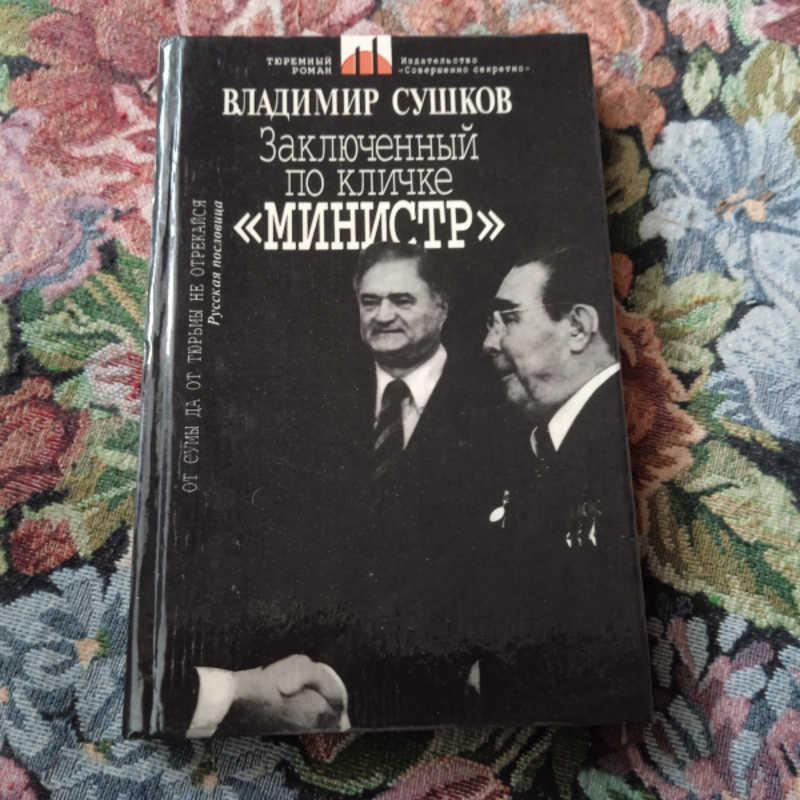 ТЮРЕМНЫЙ
РОМАН
Издательство
«Совершенно секретно»
ВЛАДИМИР СУШКОВ
Заключенный
по кличке
«МИНИСТР»
ОТ СУМЫ ДА ОТ ТЮРЬМЫ НЕ ОТРЕКАЙСЯ
Русская пословица